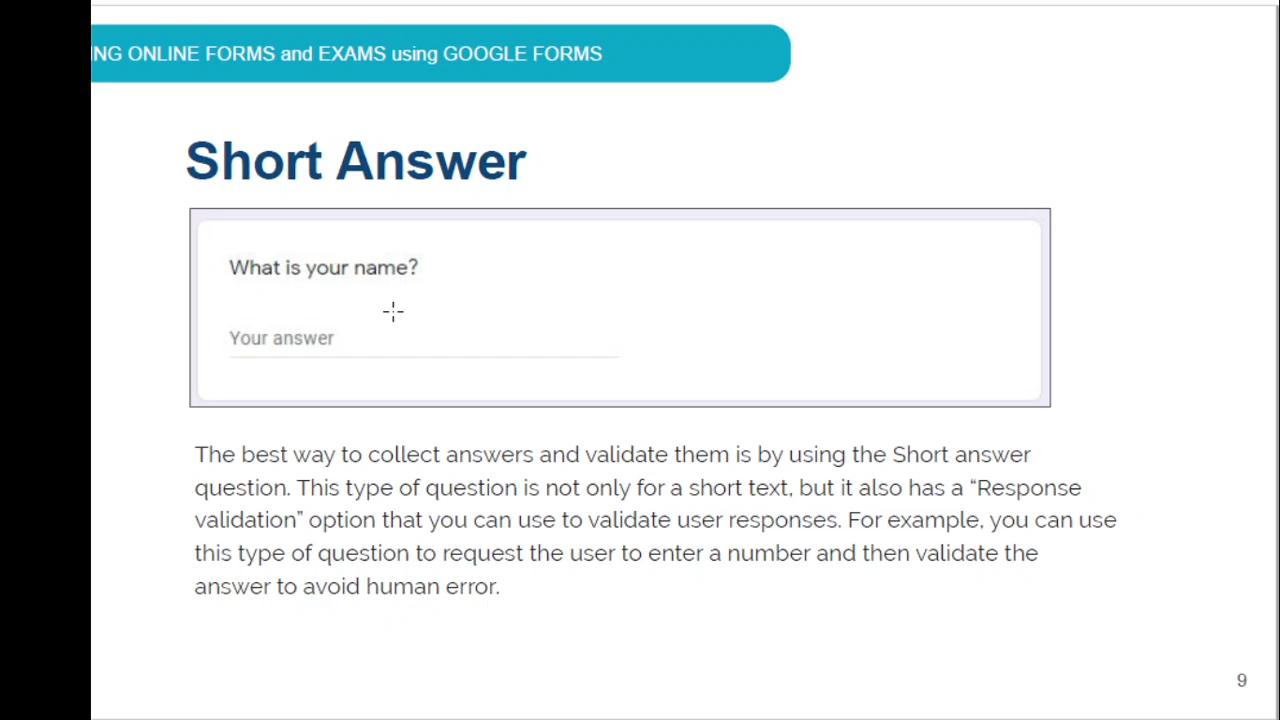 ING ONLINE FORMS and EXAMS using GOOGLE FORMS
Short Answer
What is your name?
Your answer
The best way to collect answers and validate them is by using the Short answer
question. This type of question is not only for a short text, but it also has a “Response
validation” option that you can use to validate user responses. For example, you can use
this type of question to request the user to enter a number and then validate the
answer to avoid human error.
9